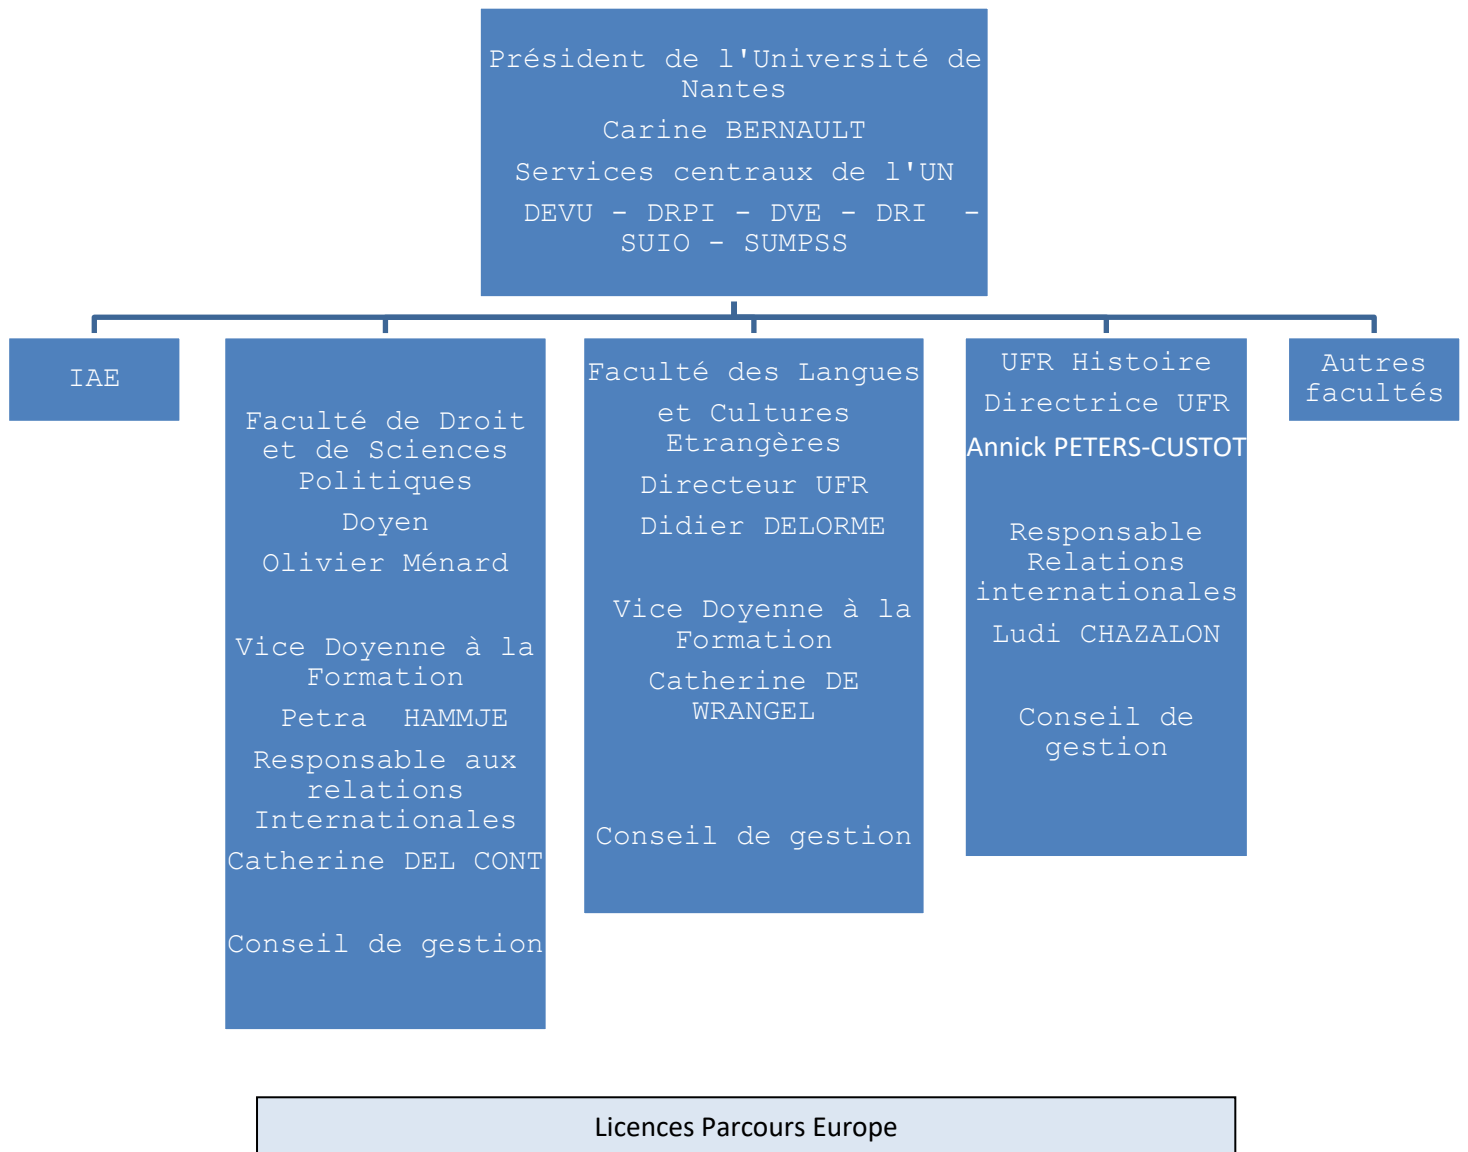 Président de l'Université de
Nantes
Carine BERNAULT
Services centraux de l'UN
DEVU - DRPI - DVE - DRI -
SUIO - SUMPSS
IAE
Faculté de Droit
et de Sciences
Politiques
Doyen
Olivier Ménard
Vice Doyenne à la
Formation
Petra HAMMJE
Responsable aux
relations
Internationales
Catherine DEL CONT
Conseil de gestion
Faculté des Langues
et Cultures
Etrangères
Directeur UFR
Didier DELORME
Vice Doyenne à la
Formation
Catherine DE
WRANGEL
Conseil de gestion
UFR Histoire
Directrice UFR
Annick PETERS-CUSTOT
Responsable
Relations
internationales
Ludi CHAZALON
Conseil de
gestion
Autres
facultés
Licences Parcours Europe